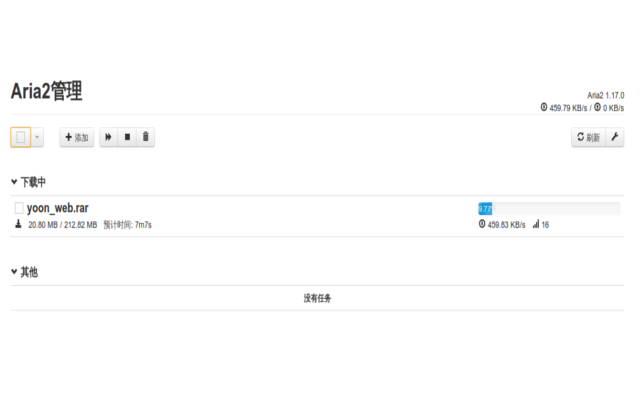 Aria2管理
Aria2 1.17.0
459.79 KB/s / 0 KB/s
添加
刷新
下载中
yoon_web.rar
9.77%
20.80 MB / 212.82 MB 预计时间: 7m7s
459.83 KB/s 16
其他
没有任务